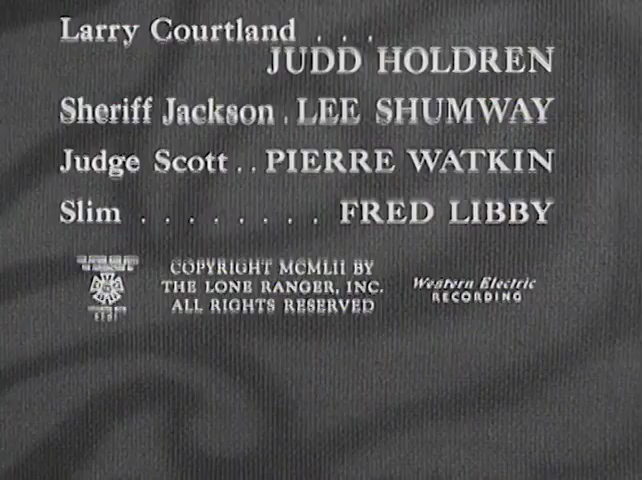 Larry Courtland . . .
JUDD HOLDREN
Sheriff Jackson . LEE SHUMWAY
Judge Scott . . PIERRE WATKIN
Slim . . . . . . . . FRED LIBBY
COPYRIGHT MCMLII BY
THE LONE RANGER, INC.
ALL RIGHTS RESERVED
Western Electric
RECORDING